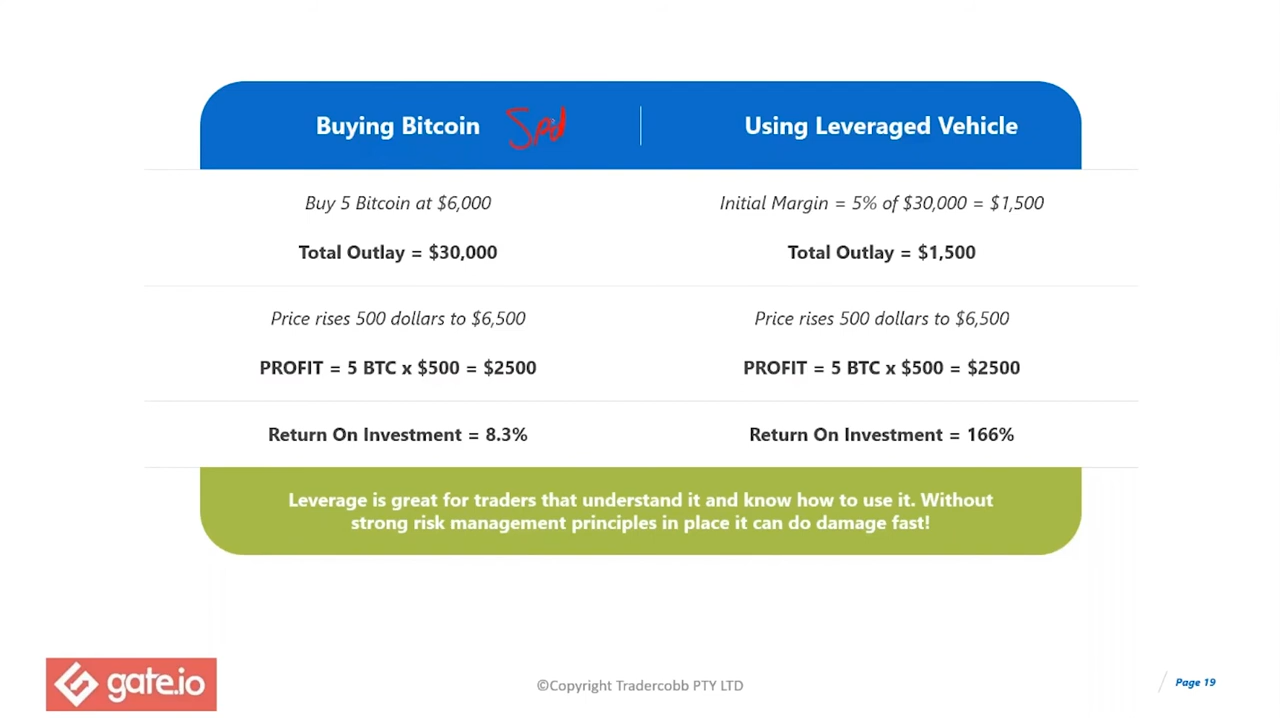 Buying Bitcoin
Using Leveraged Vehicle
Buy 5 Bitcoin at $6,000
Initial Margin = 5% of $30,000 = $1,500
Total Outlay = $30,000
Total Outlay = $1,500
Price rises 500 dollars to $6,500
Price rises 500 dollars to $6,500
PROFIT = 5 BTC x $500 = $2500
PROFIT = 5 BTC x $500 = $2500
Return On Investment = 8.3%
Return On Investment = 166%
Leverage is great for traders that understand it and know how to use it. Without
strong risk management principles in place it can do damage fast!
gate.io
©Copyright Tradercobb PTY LTD
Page 19